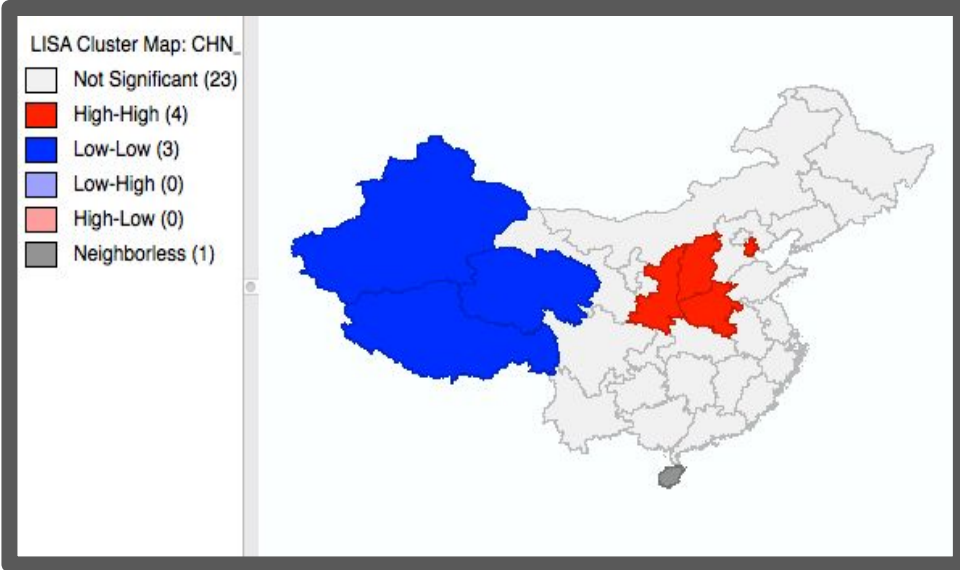 LISA Cluster Map: CHN_
Not Significant (23)
High-High (4)
Low-Low (3)
Low-High (0)
High-Low (0)
Neighborless (1)